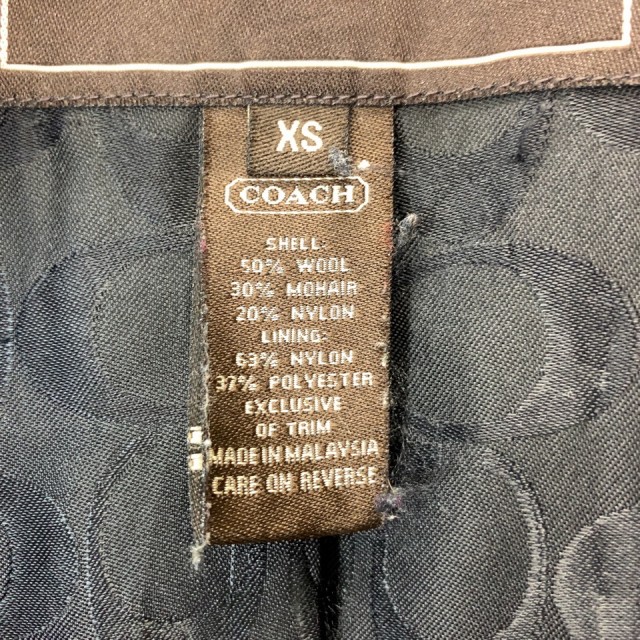 XS
COACH
SHELL:
50% WOOL
30% MOHAIR
20% NYLON
LINING:
63% NYLON
37% POLYESTER
EXCLUSIVE
OF TRIM
MADE IN MALAYSIA
CARE ON REVERSE